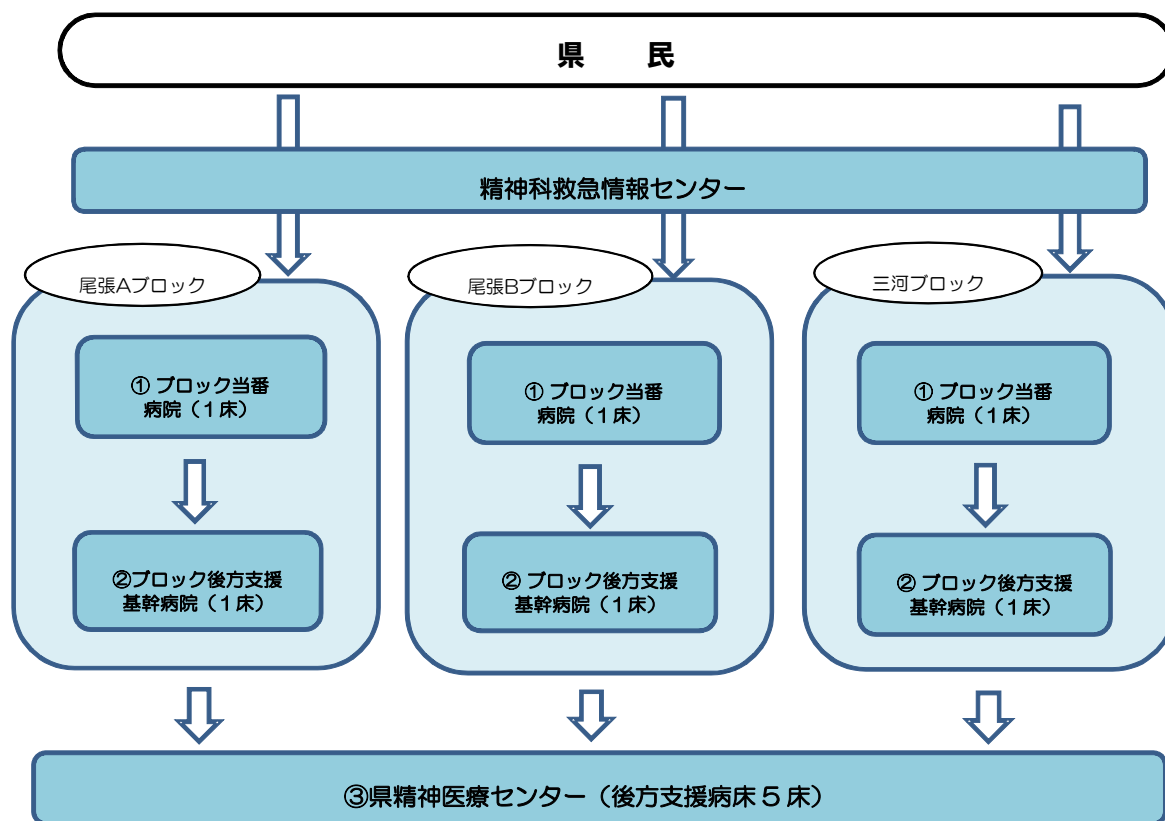 県　　民
精神科救急情報センター
尾張Aブロック
① ブロック当番
病院（１床）
②ブロック後方支援
基幹病院（１床）
尾張Bブロック
① ブロック当番
病院（１床）
② ブロック後方支援
基幹病院（１床）
三河ブロック
① ブロック当番
病院（１床）
② ブロック後方支援
基幹病院（１床）
③県精神医療センター（後方支援病床５床）